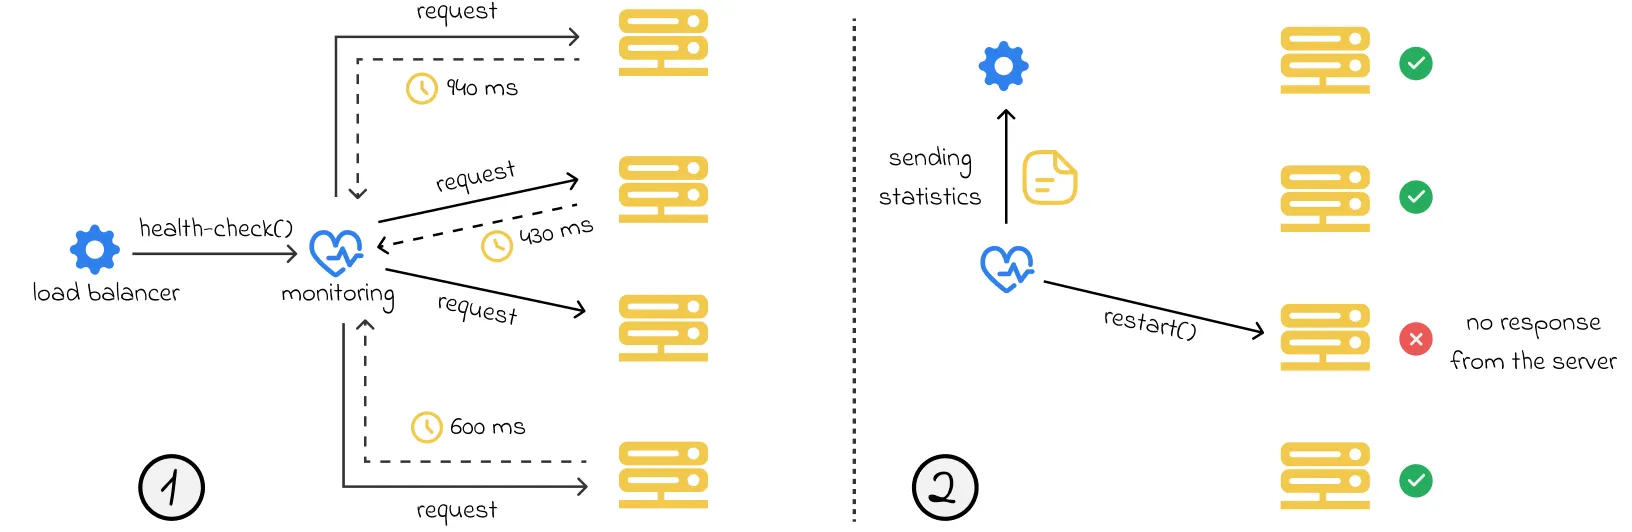 request
940 ms
request
430 ms
health-check()
load balancer
monitoring
request
600 ms
request
1
sending
statistics
restart()
no response
from the server
2